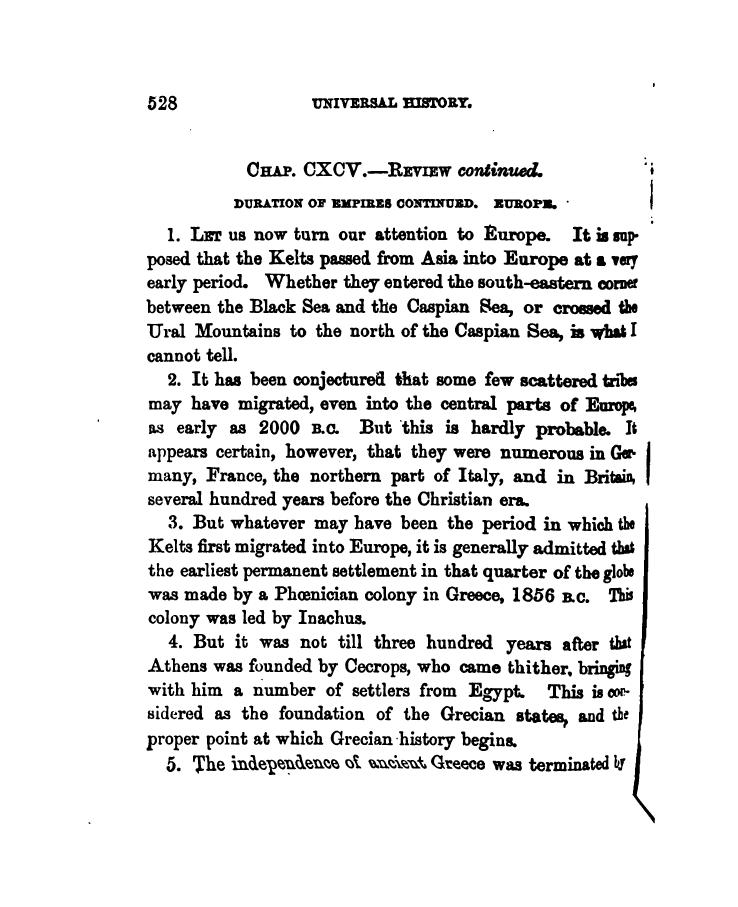 528 UNIVERSAL HISTORY.
CHAP. CXCV.—REVIEW continued.
DURATION OF EMPIRES CONTINUED. EUROPE.
1. LET us now turn our attention to Europe. It is sup-
posed that the Kelts passed from Asia into Europe at a very
early period. Whether they entered the south-eastern corner
between the Black Sea and the Caspian Sea, or crossed the
Ural Mountains to the north of the Caspian Sea, is what I
cannot tell.
2. It has been conjectured that some few scattered tribes
may have migrated, even into the central parts of Europe,
as early as 2000 B.C. But this is hardly probable. It
appears certain, however, that they were numerous in Ger-
many, France, the northern part of Italy, and in Britain,
several hundred years before the Christian era.
3. But whatever may have been the period in which the
Kelts first migrated into Europe, it is generally admitted that
the earliest permanent settlement in that quarter of the globe
was made by a Phœnician colony in Greece, 1856 B.C. This
colony was led by Inachus.
4. But it was not till three hundred years after that
Athens was founded by Cecrops, who came thither, bringing
with him a number of settlers from Egypt. This is con-
sidered as the foundation of the Grecian states, and the
proper point at which Grecian history begins.
5. The independence of ancient Greece was terminated by